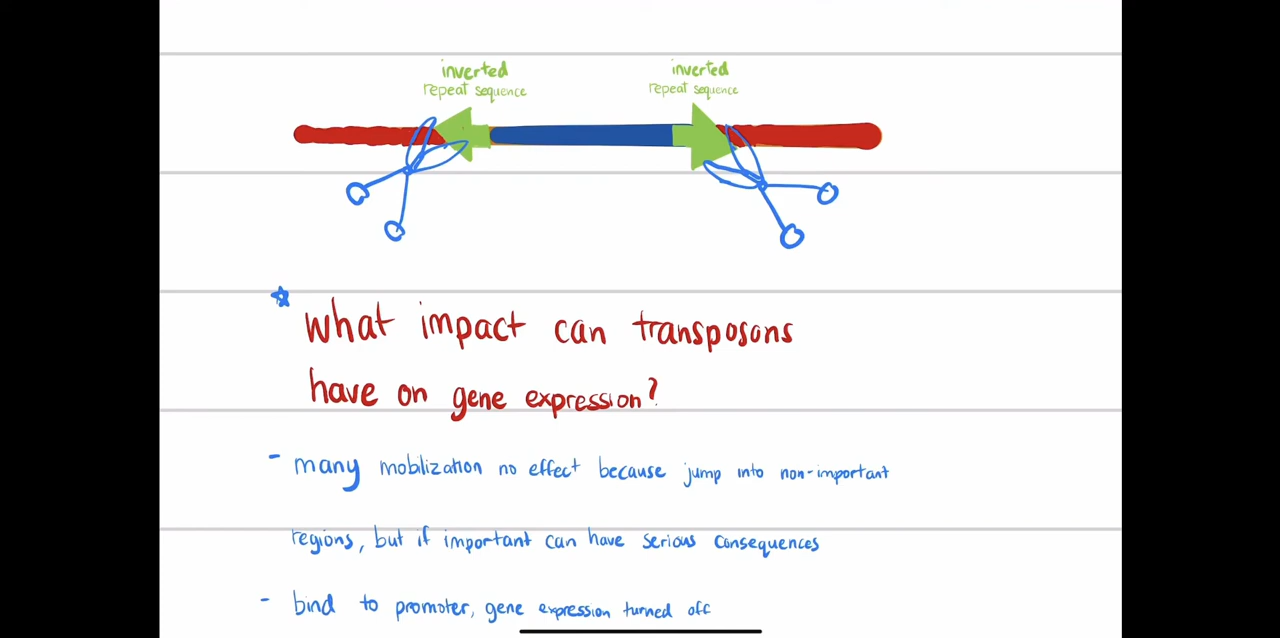 inverted
repeat sequence
inverted
repeat sequence
What impact can transposons
have on gene expression?
- many mobilization no effect because jump into non-important
regions, but if important can have serious consequences
- bind to promoter, gene expression turned off